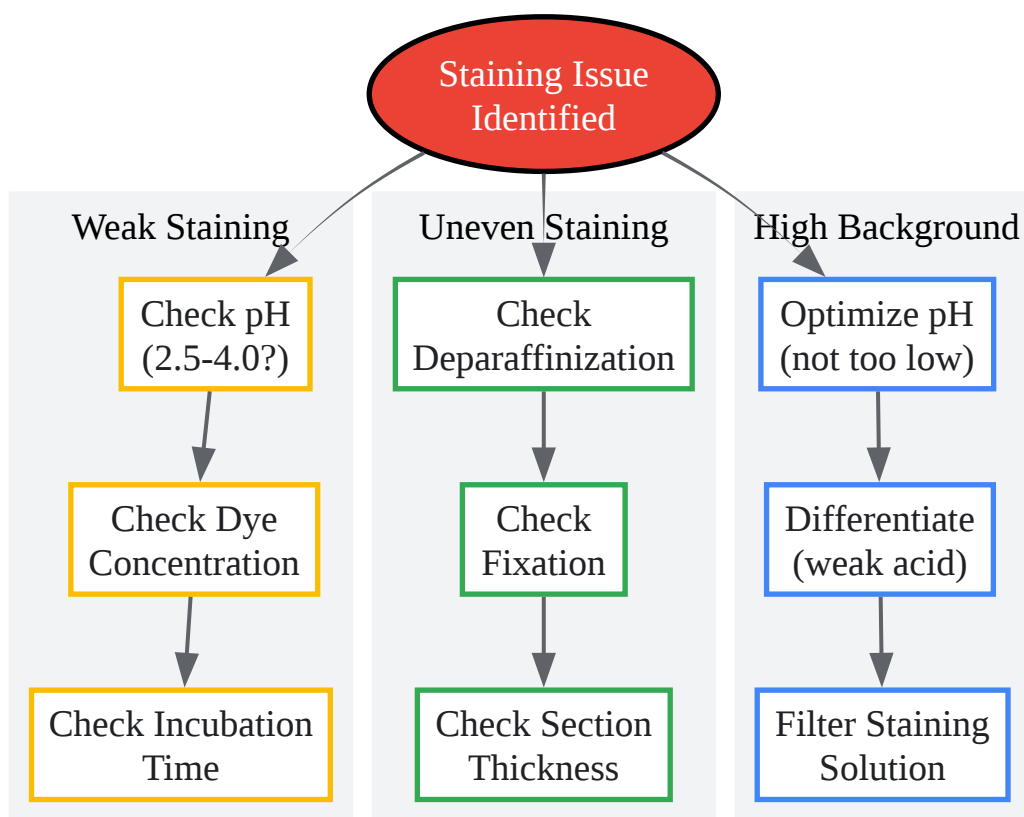 Staining Issue
Identified
Weak Staining
Check pH
(2.5-4.0?)
Check Dye
Concentration
Check Incubation
Time
Uneven Staining
Check
Deparaffinization
Check
Fixation
Check Section
Thickness
High Background
Optimize pH
(not too low)
Differentiate
(weak acid)
Filter Staining
Solution